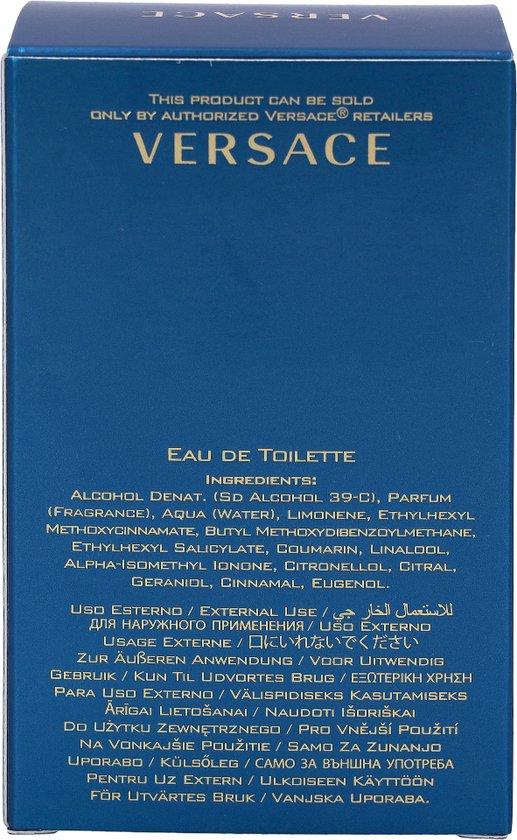 VERSACE
THIS PRODUCT CAN BE SOLD
ONLY BY AUTHORIZED VERSACE® RETAILERS
VERSACE
EAU DE TOILETTE
INGREDIENTS:
ALCOHOL DENAT. (SD ALCOHOL 39-C), PARFUM
(FRAGRANCE), AQUA (WATER), LIMONENE, ETHYLHEXYL
METHOXYCINNAMATE, BUTYL METHOXYDIBENZOYLMETHANE,
ETHYLHEXYL SALICYLATE, COUMARIN, LINALOOL,
ALPHA-ISOMETHYL IONONE, CITRONELLOL, CITRAL,
GERANIOL, CINNAMAL, EUGENOL.
USO ESTERNO / EXTERNAL USE / للاستعمال الخار جي /
ДЛЯ НАРУЖНОГО ПРИМЕНЕНИЯ / USO EXTERNO
USAGE EXTERNE / 口にいれないでください
ZUR ÄUßEREN ANWENDUNG / VOOR UITWENDIG
GEBRUIK / KUN TIL UDVORTES BRUG / ΕΞΩΤΕΡΙΚΗ ΧΡΗΣΗ
PARA USO EXTERNO / VÄLISPIDISEKS KASUTAMISEKS
ĀRĪGAI LIETOŠANAI / NAUDOTI IŠORIŠKAI
DO UŻYTKU ZEWNĘTRZNEGO / PRO VNĚJŠÍ POUŽITÍ
NA VONKAJŠIE POUŽITIE / SAMO ZA ZUNANJO
UPORABO / KÜLSŐLEG / САМО ЗА ВЪНШНА УПОТРЕБА
PENTRU UZ EXTERN / ULKOISEEN KÄYTTÖÖN
FÖR UTVÄRTES BRUK / VANJSKA UPORABA.